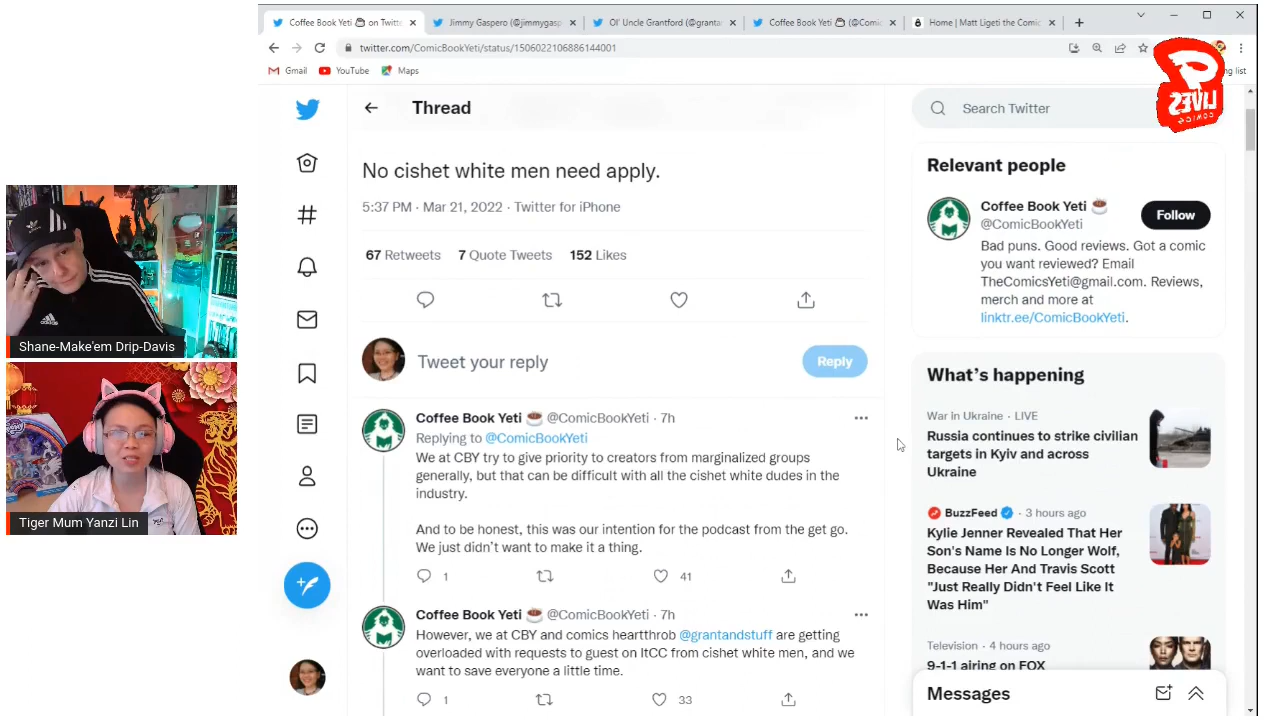 Coffee Book Yeti ☕ on Twitte
Jimmy Gaspero (@jimmygasp
Ol' Uncle Grantford (@granta
Coffee Book Yeti ☕ (@Comic
Home | Matt Ligeti the Comic
twitter.com/ComicBookYeti/status/1506022106886144001
Gmail
YouTube
Maps
ng list
LIVES
COMICS
Thread
No cishet white men need apply.
5:37 PM · Mar 21, 2022 · Twitter for iPhone
67 Retweets 7 Quote Tweets 152 Likes
Tweet your reply
Reply
Coffee Book Yeti ☕ @ComicBookYeti · 7h
Replying to @ComicBookYeti
We at CBY try to give priority to creators from marginalized groups
generally, but that can be difficult with all the cishet white dudes in the
industry.
And to be honest, this was our intention for the podcast from the get go.
We just didn't want to make it a thing.
1
41
Coffee Book Yeti ☕ @ComicBookYeti · 7h
However, we at CBY and comics heartthrob @grantandstuff are getting
overloaded with requests to guest on ItCC from cishet white men, and we
want to save everyone a little time.
1
33
Search Twitter
Relevant people
Coffee Book Yeti ☕
@ComicBookYeti
Follow
Bad puns. Good reviews. Got a comic
you want reviewed? Email
TheComicsYeti@gmail.com. Reviews,
merch and more at
linktr.ee/ComicBookYeti.
What's happening
War in Ukraine · LIVE
Russia continues to strike civilian
targets in Kyiv and across
Ukraine
BuzzFeed · 3 hours ago
Kylie Jenner Revealed That Her
Son's Name Is No Longer Wolf,
Because Her And Travis Scott
"Just Really Didn't Feel Like It
Was Him"
Television · 4 hours ago
9-1-1 airing on FOX
Messages
adidas
Shane-Make'em Drip-Davis
Tiger Mum Yanzi Lin